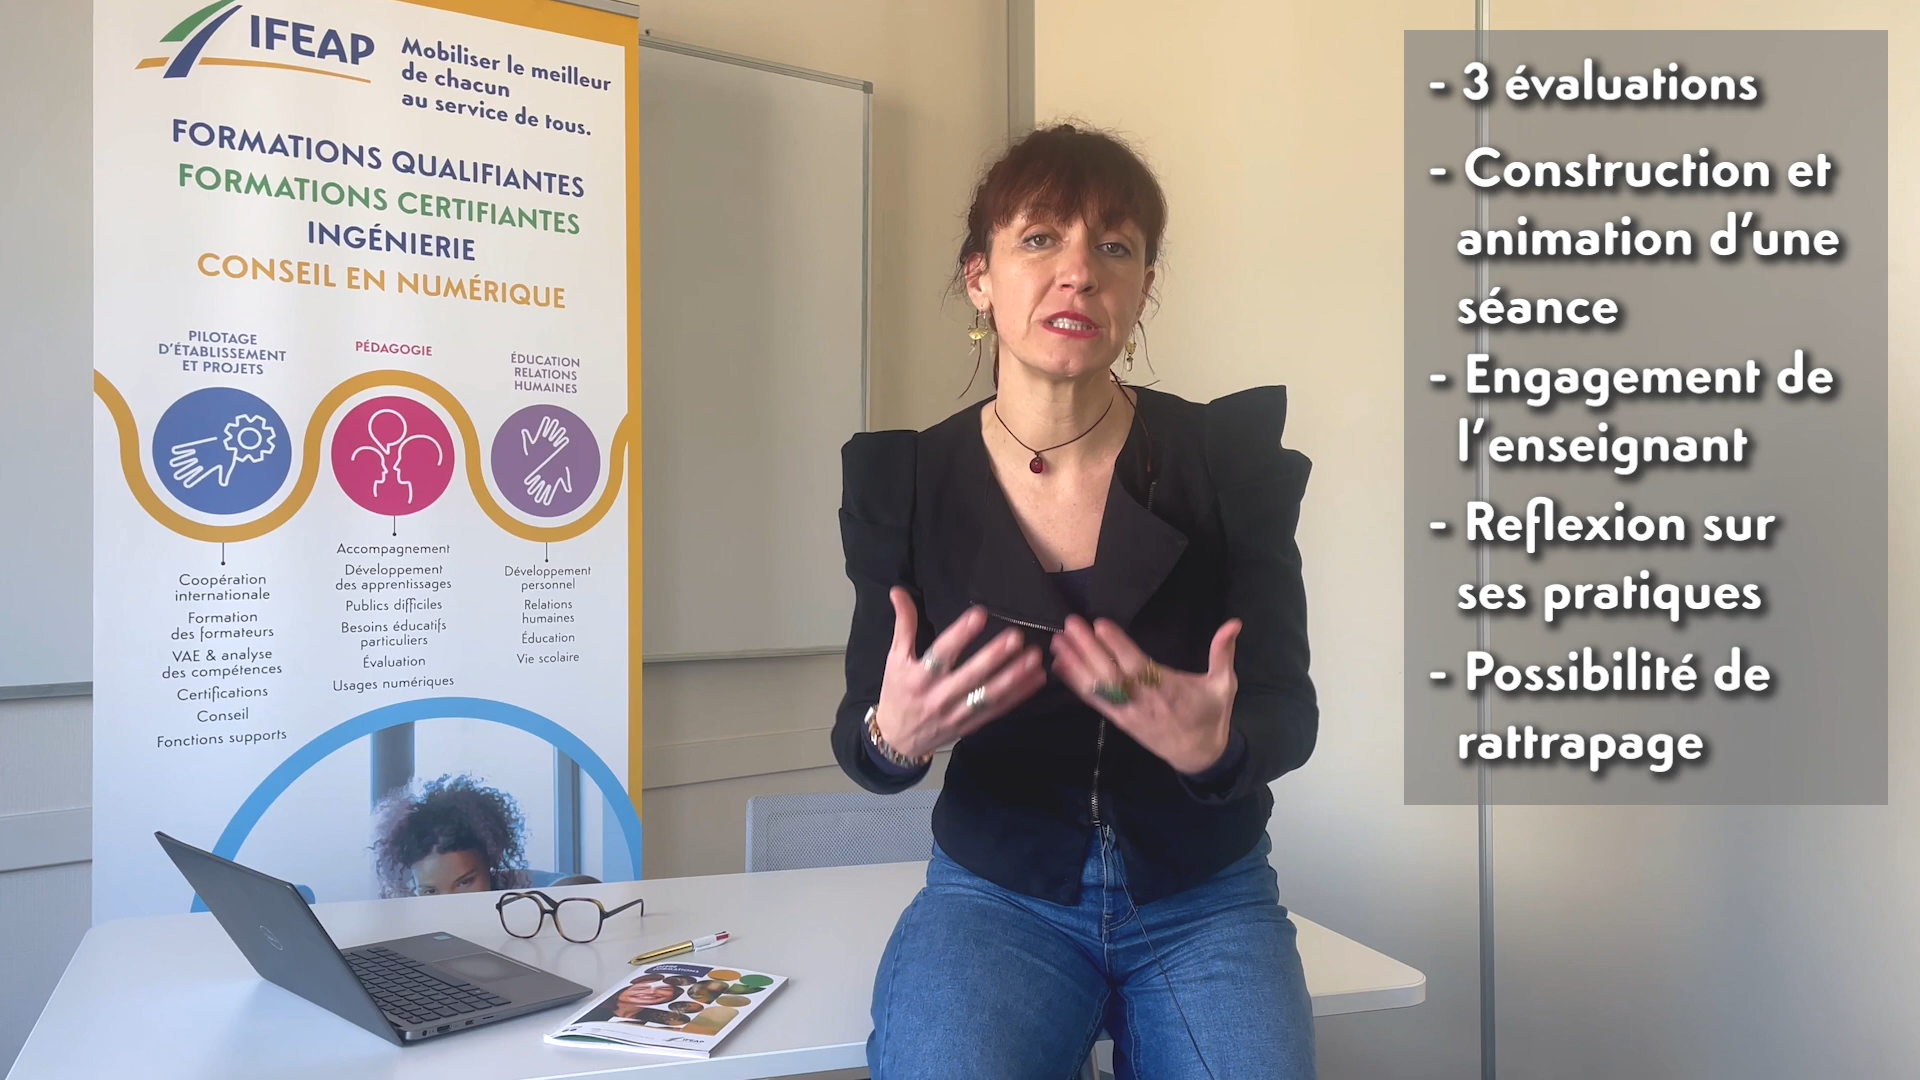 IFEAP
Mobiliser le meilleur
de chacun
au service de tous.
FORMATIONS QUALIFIANTES
FORMATIONS CERTIFIANTES
INGÉNIERIE
CONSEIL EN NUMÉRIQUE
PILOTAGE
D'ÉTABLISSEMENT
ET PROJETS
Coopération
internationale
Formation
des formateurs
VAE & analyse
des compétences
Certifications
Conseil
Fonctions supports
PÉDAGOGIE
Accompagnement
Développement
des apprentissages
Publics difficiles
Besoins éducatifs
particuliers
Évaluation
Usages numériques
ÉDUCATION
RELATIONS
HUMAINES
Développement
personnel
Relations
humaines
Éducation
Vie scolaire
- 3 évaluations
- Construction et
animation d'une
séance
- Engagement de
l'enseignant
- Reflexion sur
ses pratiques
- Possibilité de
rattrapage
FORMATIONS
IFEAP